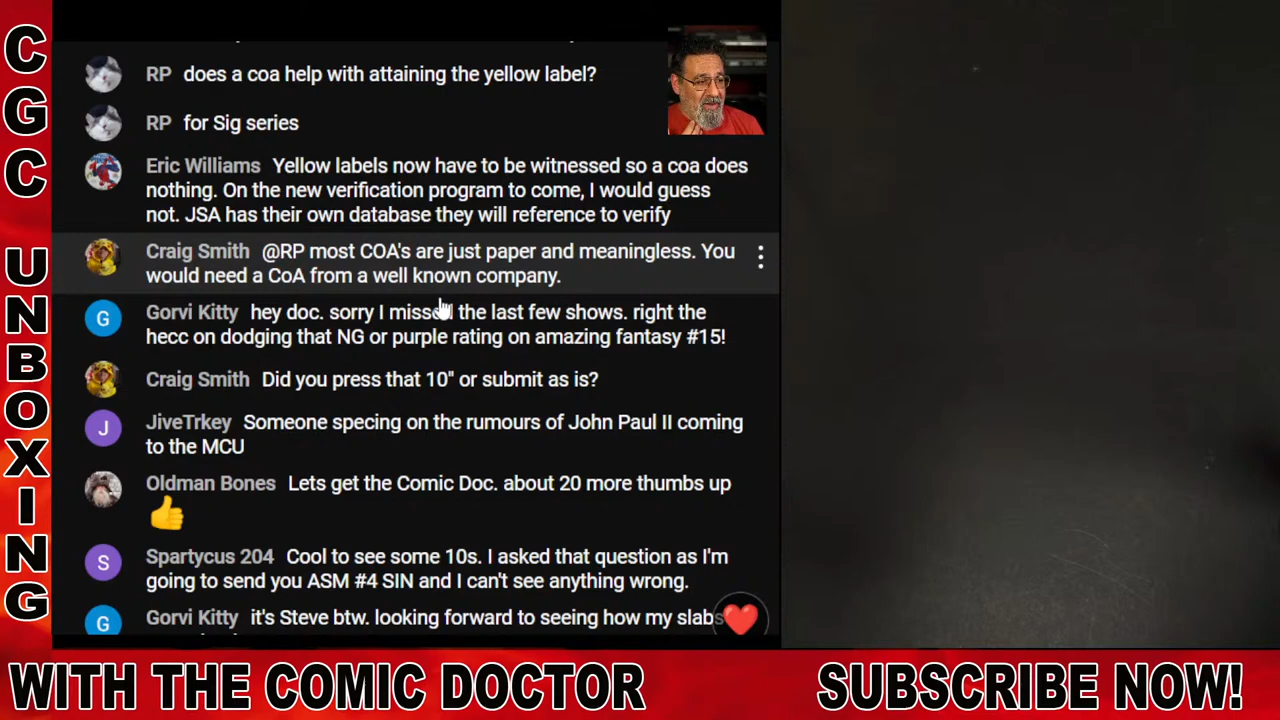 CGC UNBOXING
RP does a coa help with attaining the yellow label?
RP for Sig series
Eric Williams Yellow labels now have to be witnessed so a coa does
nothing. On the new verification program to come, I would guess
not. JSA has their own database they will reference to verify
Craig Smith @RP most COA's are just paper and meaningless. You
would need a CoA from a well known company.
G
Gorvi Kitty hey doc. sorry I missed the last few shows. right the
hecc on dodging that NG or purple rating on amazing fantasy #15!
Craig Smith Did you press that 10" or submit as is?
J
JiveTrkey Someone specing on the rumours of John Paul II coming
to the MCU
Oldman Bones Lets get the Comic Doc. about 20 more thumbs up
👍
S
Spartycus 204 Cool to see some 10s. I asked that question as I'm
going to send you ASM #4 SIN and I can't see anything wrong.
G
Gorvi Kitty it's Steve btw. looking forward to seeing how my slabs
WITH THE COMIC DOCTOR
SUBSCRIBE NOW!